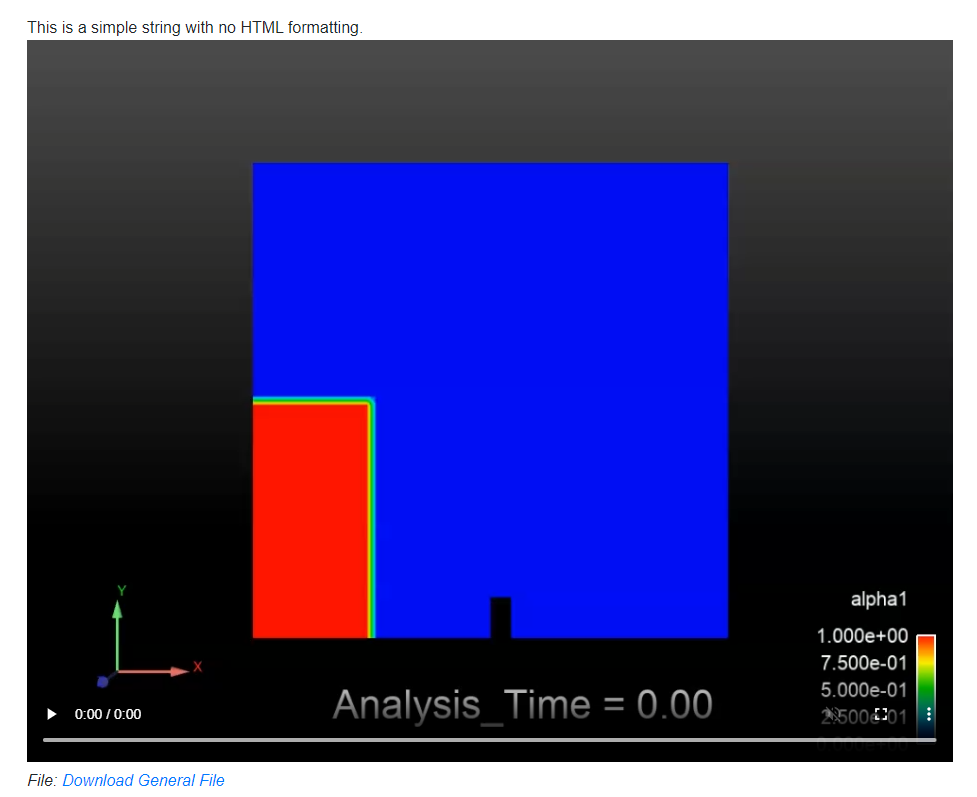 This is a simple string with no HTML formatting.
Y
X
alpha1
1.000e+00
7.500e-01
5.000e-01
2.500e-01
0.000e+00
Analysis_Time = 0.00
0:00 / 0:00
File: Download General File